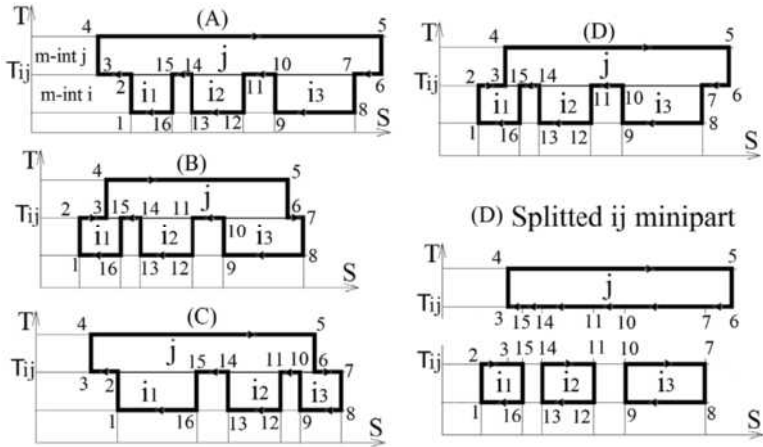 (A)
T
4 5
m-int j
3 15 14 j 10 7
Tij
2 11 6
m-int i i1 i2 i3
1 16 13 12 9 8
S
(B)
T
4 5
j
2 3 15 14 11 6 7
Tij
i1 i2 10 i3
1 16 13 12 9 8
S
(C)
T
4 5
j
15 14 11 10 6
Tij
3 2 7
i1 i2 i3
1 16 13 12 9 8
S
(D)
T
4 5
j
2 3 15 14
Tij
11 10 7 6
i1 i2 i3
1 16 13 12 9 8
S
(D) Splitted ij minipart
T
4 5
j
Tij
3 15 14 11 10 7 6
Tij
2 3 15 14 11 10 7
i1 i2 i3
1 16 13 12 9 8
S